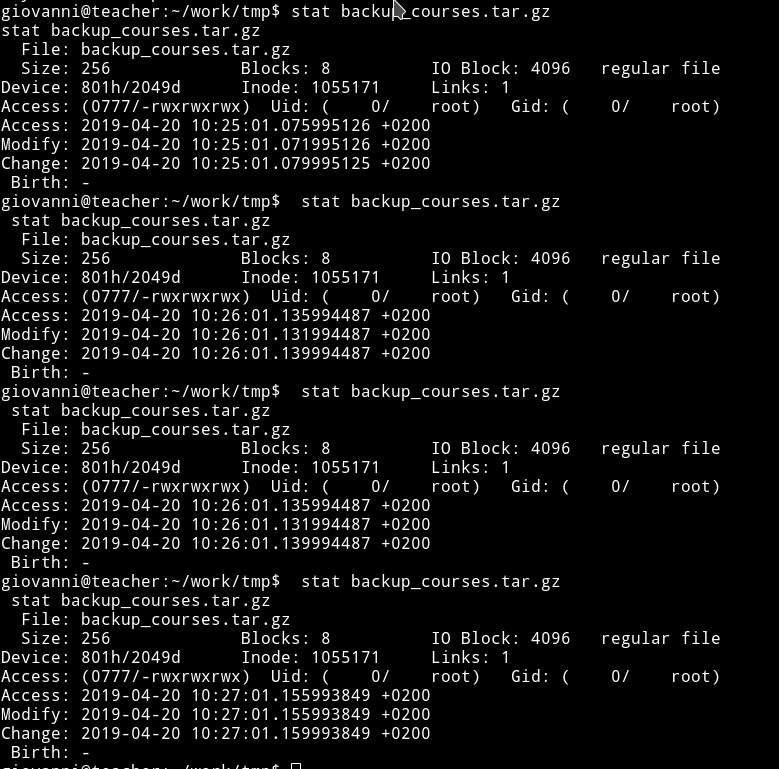 giovanni@teacher:~/work/tmp$ stat backup_courses.tar.gz
stat backup_courses.tar.gz
  File: backup_courses.tar.gz
  Size: 256             Blocks: 8          IO Block: 4096   regular file
Device: 801h/2049d      Inode: 1055171     Links: 1
Access: (0777/-rwxrwxrwx)  Uid: (    0/    root)   Gid: (    0/    root)
Access: 2019-04-20 10:25:01.075995126 +0200
Modify: 2019-04-20 10:25:01.071995126 +0200
Change: 2019-04-20 10:25:01.079995125 +0200
 Birth: -
giovanni@teacher:~/work/tmp$  stat backup_courses.tar.gz
 stat backup_courses.tar.gz
  File: backup_courses.tar.gz
  Size: 256             Blocks: 8          IO Block: 4096   regular file
Device: 801h/2049d      Inode: 1055171     Links: 1
Access: (0777/-rwxrwxrwx)  Uid: (    0/    root)   Gid: (    0/    root)
Access: 2019-04-20 10:26:01.135994487 +0200
Modify: 2019-04-20 10:26:01.131994487 +0200
Change: 2019-04-20 10:26:01.139994487 +0200
 Birth: -
giovanni@teacher:~/work/tmp$  stat backup_courses.tar.gz
 stat backup_courses.tar.gz
  File: backup_courses.tar.gz
  Size: 256             Blocks: 8          IO Block: 4096   regular file
Device: 801h/2049d      Inode: 1055171     Links: 1
Access: (0777/-rwxrwxrwx)  Uid: (    0/    root)   Gid: (    0/    root)
Access: 2019-04-20 10:26:01.135994487 +0200
Modify: 2019-04-20 10:26:01.131994487 +0200
Change: 2019-04-20 10:26:01.139994487 +0200
 Birth: -
giovanni@teacher:~/work/tmp$  stat backup_courses.tar.gz
 stat backup_courses.tar.gz
  File: backup_courses.tar.gz
  Size: 256             Blocks: 8          IO Block: 4096   regular file
Device: 801h/2049d      Inode: 1055171     Links: 1
Access: (0777/-rwxrwxrwx)  Uid: (    0/    root)   Gid: (    0/    root)
Access: 2019-04-20 10:27:01.155993849 +0200
Modify: 2019-04-20 10:27:01.155993849 +0200
Change: 2019-04-20 10:27:01.159993849 +0200
 Birth: -
giovanni@teacher:~/work/tmp$